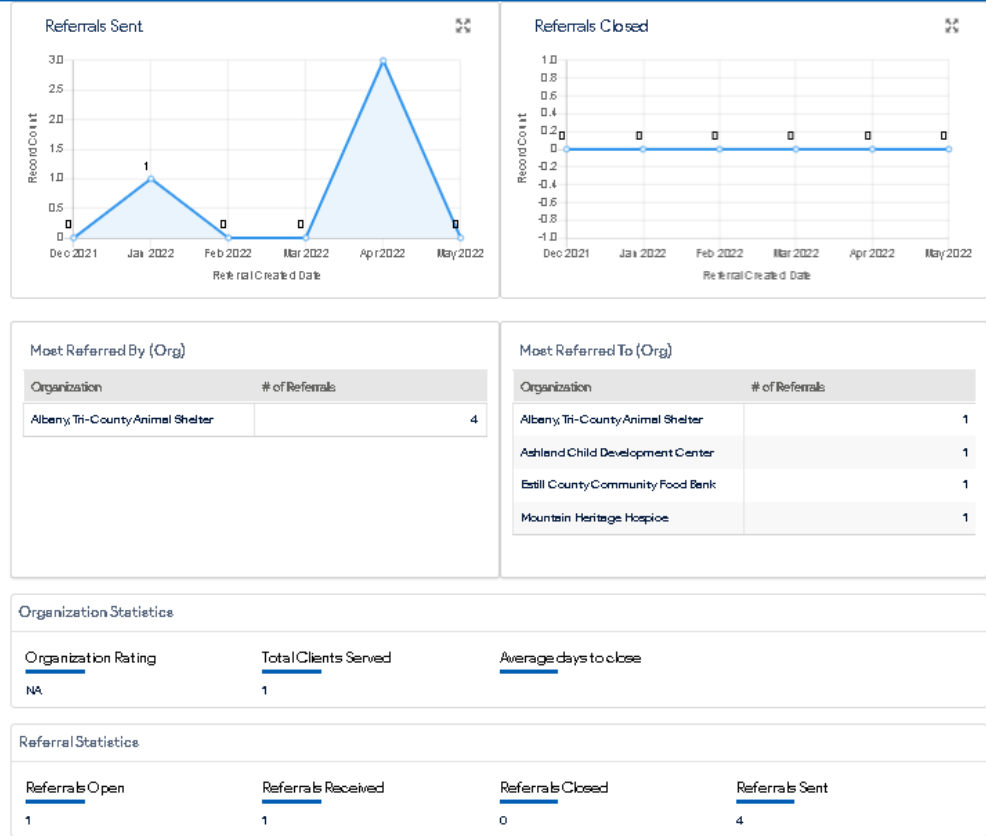 Referrals Sent
3.0
2.5
2.0
1.5
1.0
0.5
0
Record Count
0
1
0
0
0
Dec 2021 Jan 2022 Feb 2022 Mar 2022 Apr 2022 May 2022
Referral Created Date
Referrals Closed
1.0
0.8
0.6
0.4
0.2
0
-0.2
-0.4
-0.6
-0.8
-1.0
Record Count
0 0 0 0 0 0
Dec 2021 Jan 2022 Feb 2022 Mar 2022 Apr 2022 May 2022
Referral Created Date
Most Referred By (Org)
Organization # of Referrals
Albany, Tri-County Animal Shelter 4
Most Referred To (Org)
Organization # of Referrals
Albany, Tri-County Animal Shelter 1
Ashland Child Development Center 1
Estill County Community Food Bank 1
Mountain Heritage Hospice 1
Organization Statistics
Organization Rating Total Clients Served Average days to close
NA 1
Referral Statistics
Referrals Open Referrals Received Referrals Closed Referrals Sent
1 1 0 4